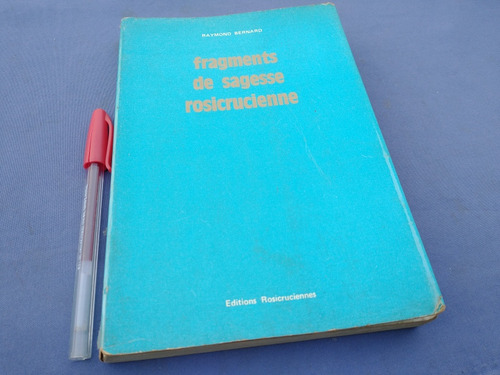 RAYMOND BERNARD
fragments
de sagesse
rosicrucienne
Editions Rosicruciennes